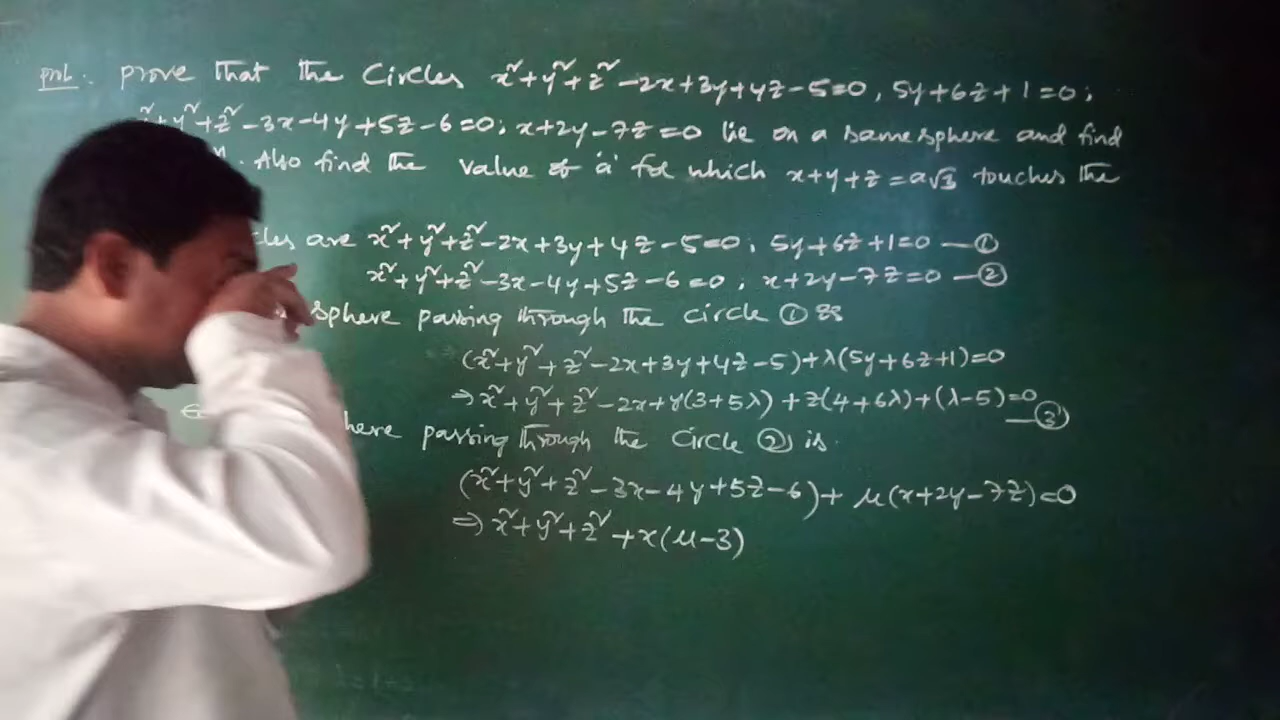 prob. prove that the Circles x²+y²+z²-2x+3y+4z-5=0, 5y+6z+1=0;
²+y²+z²-3x-4y+5z-6=0; x+2y-7z=0 lie on a same sphere and find
. Also find the value of 'a' for which x+y+z=a√3 touches the
cles are x²+y²+z²-2x+3y+4z-5=0; 5y+6z+1=0 —①
x²+y²+z²-3x-4y+5z-6=0; x+2y-7z=0 —②
sphere passing through the circle ① is
(x²+y²+z²-2x+3y+4z-5)+λ(5y+6z+1)=0
⇒ x²+y²+z²-2x+y(3+5λ)+z(4+6λ)+(λ-5)=0 —③
here passing through the Circle ② is.
(x²+y²+z²-3x-4y+5z-6)+ μ(x+2y-7z)=0
⇒ x²+y²+z²+x(μ-3)